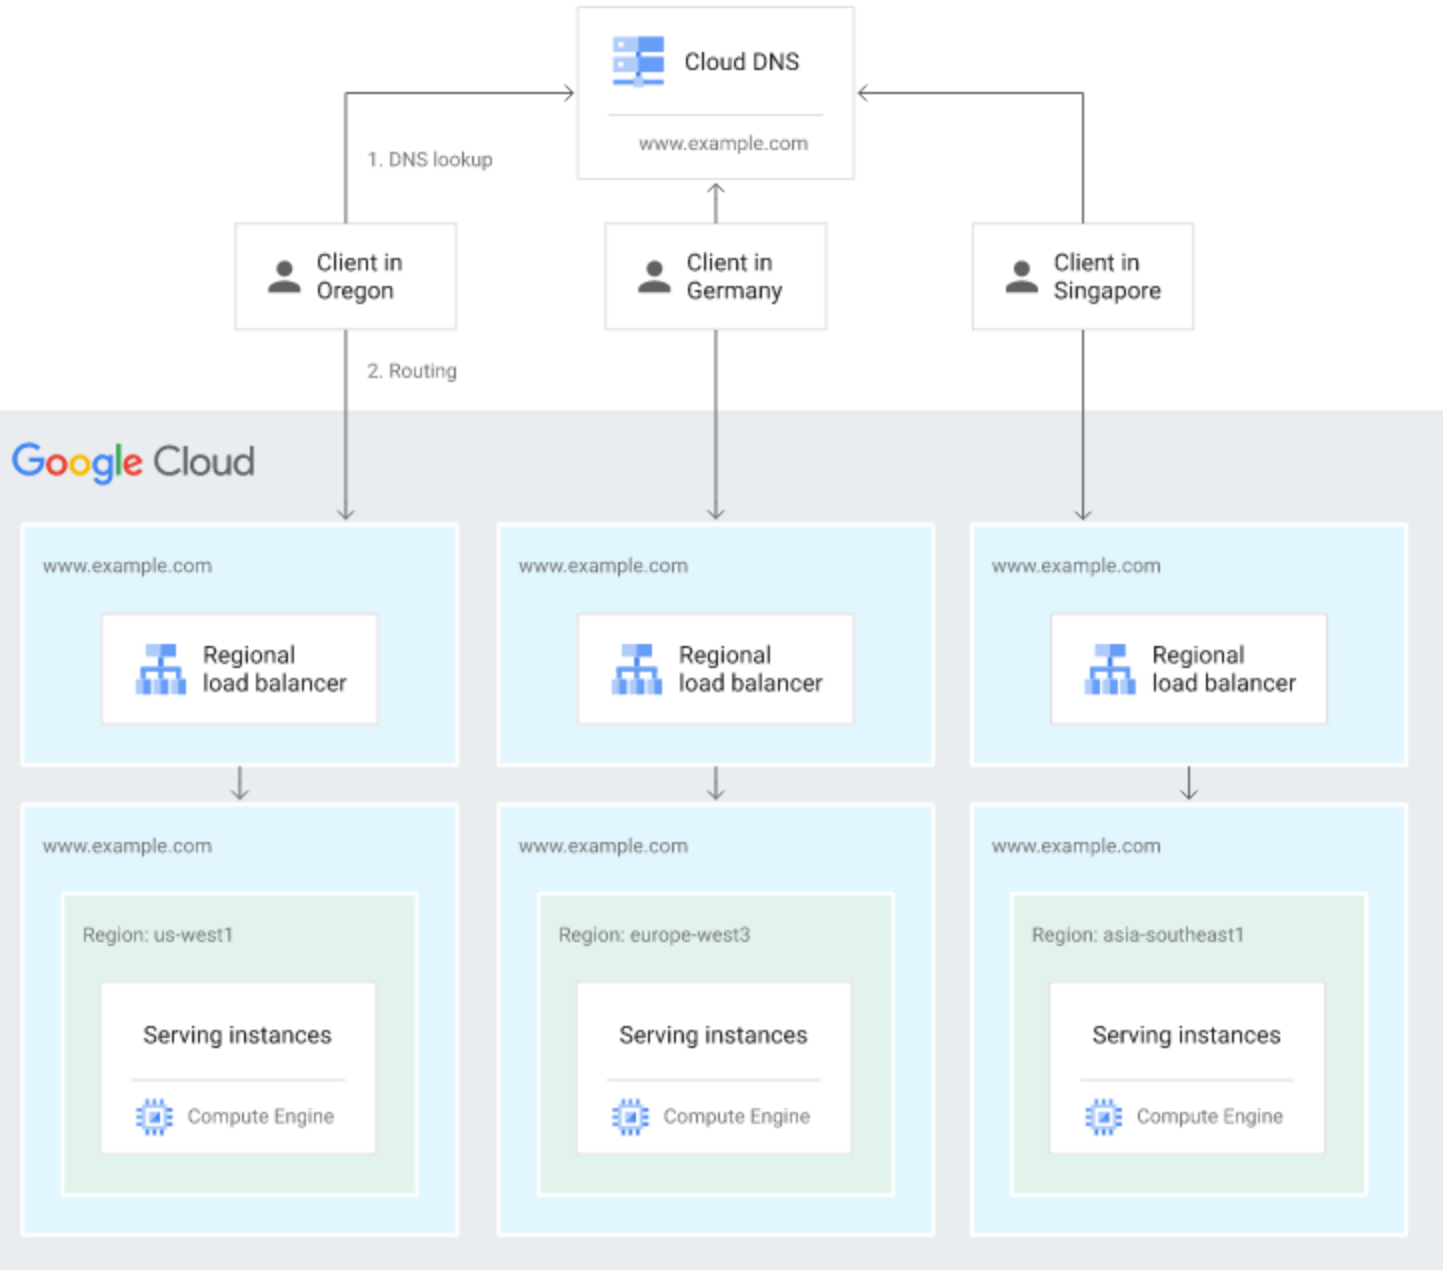 Cloud DNS
www.example.com
1. DNS lookup
Client in
Oregon
Client in
Germany
Client in
Singapore
2. Routing
Google Cloud
www.example.com
Regional
load balancer
www.example.com
Regional
load balancer
www.example.com
Regional
load balancer
www.example.com
Region: us-west1
Serving instances
Compute Engine
www.example.com
Region: europe-west3
Serving instances
Compute Engine
www.example.com
Region: asia-southeast1
Serving instances
Compute Engine